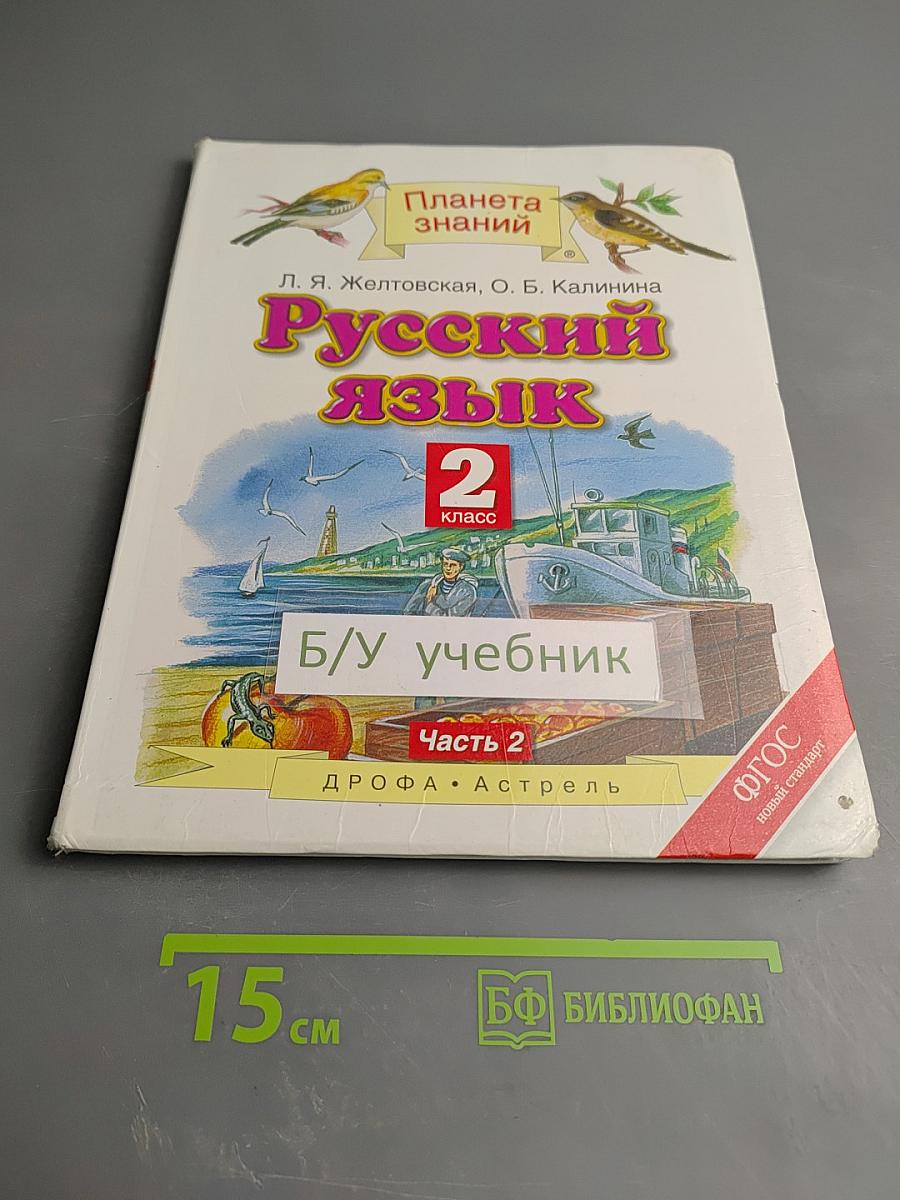 Планета
знаний
®
Л. Я. Желтовская, О. Б. Калинина
Русский
язык
2
класс
Б/У учебник
Часть 2
ДРОФА • Астрель
ФГОС
новый стандарт
15 см
БФ БИБЛИОФАН